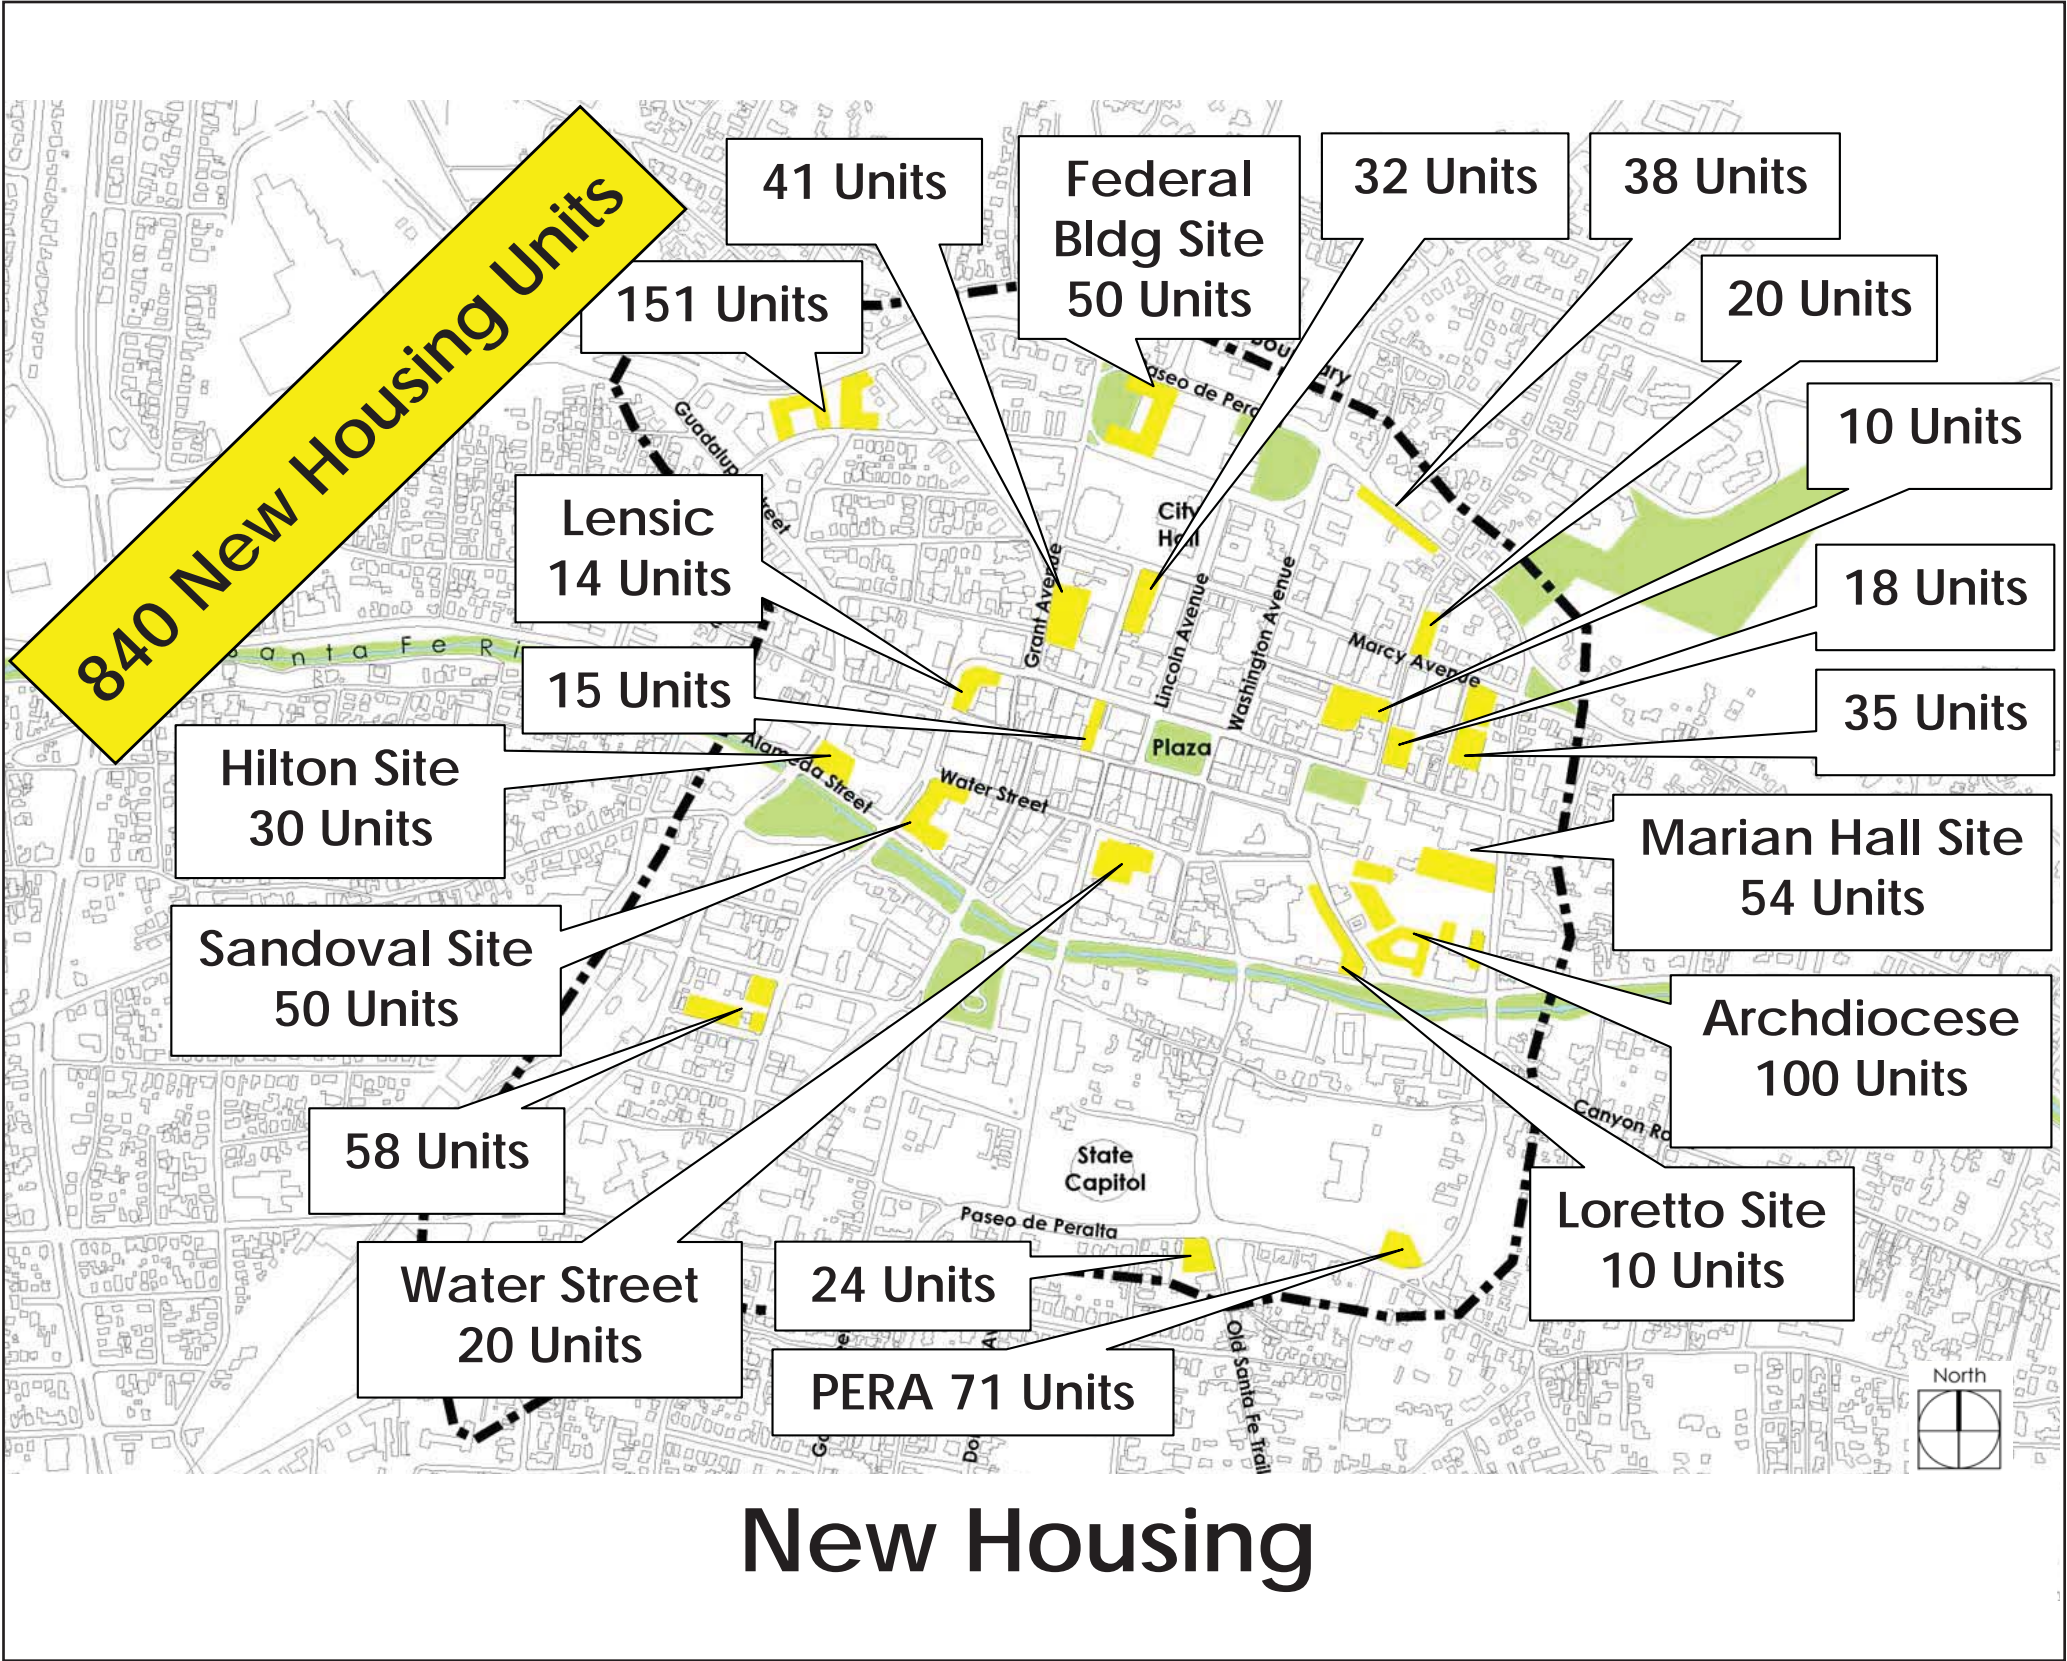 840 New Housing Units
41 Units
Federal
Bldg Site
50 Units
32 Units
38 Units
151 Units
20 Units
10 Units
Lensic
14 Units
18 Units
15 Units
35 Units
Hilton Site
30 Units
Marian Hall Site
54 Units
Sandoval Site
50 Units
Archdiocese
100 Units
58 Units
Loretto Site
10 Units
Water Street
20 Units
24 Units
PERA 71 Units
City
Hall
Grant Avenue
Lincoln Avenue
Washington Avenue
Marcy Avenue
Plaza
Alameda Street
Water Street
State
Capitol
Paseo de Peralta
Old Santa Fe Trail
North
New Housing